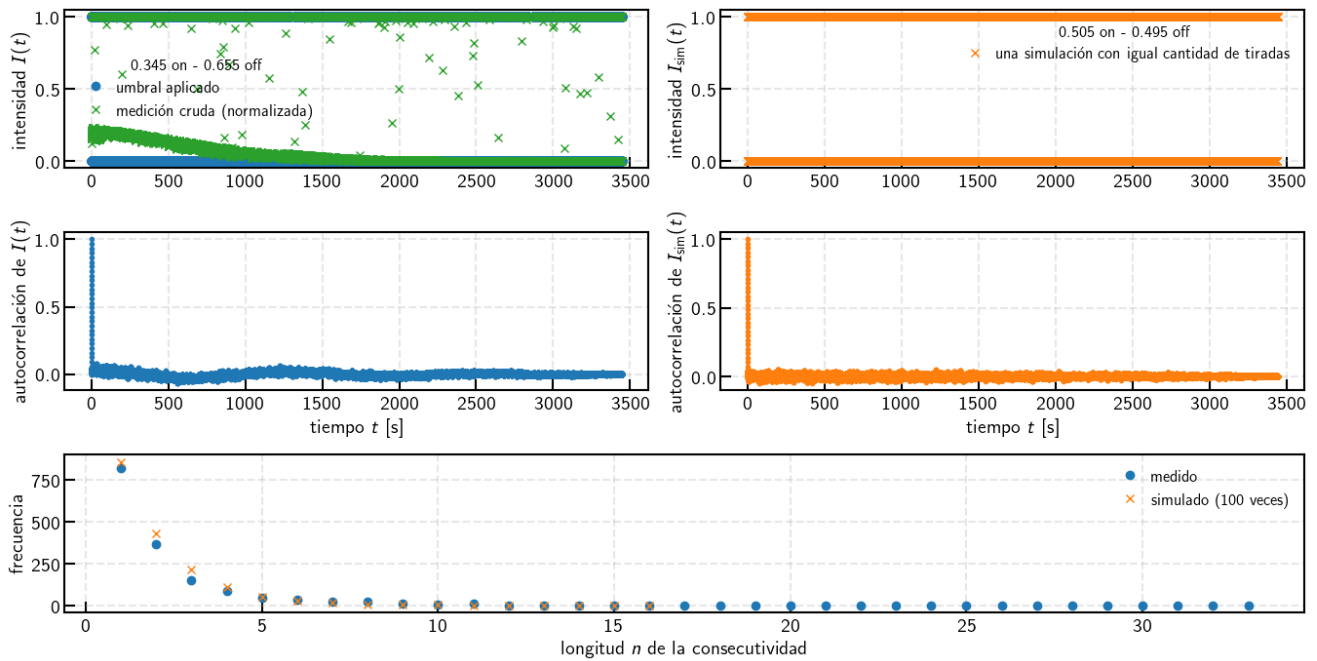 intensidad I(t)
1.0
0.5
0.0
0.345 on - 0.655 off
umbral aplicado
medición cruda (normalizada)
0 500 1000 1500 2000 2500 3000 3500
intensidad I_sim(t)
1.0
0.5
0.0
0.505 on - 0.495 off
una simulación con igual cantidad de tiradas
0 500 1000 1500 2000 2500 3000 3500
autocorrelación de I(t)
1.0
0.5
0.0
0 500 1000 1500 2000 2500 3000 3500
tiempo t [s]
autocorrelación de I_sim(t)
1.0
0.5
0.0
0 500 1000 1500 2000 2500 3000 3500
tiempo t [s]
frecuencia
750
500
250
0
medido
simulado (100 veces)
0 5 10 15 20 25 30
longitud n de la consecutividad